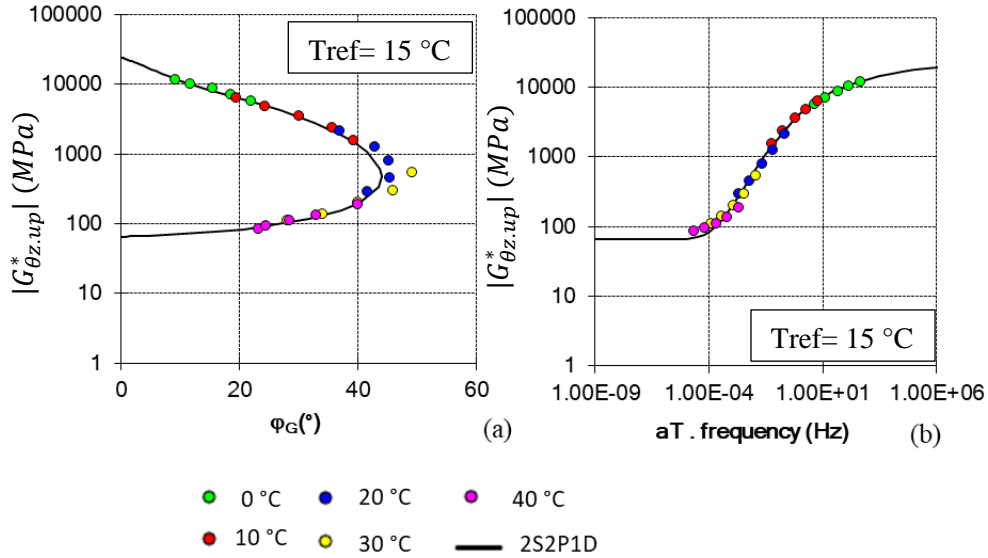 100000
10000
1000
100
10
1
|G*θz.up| (MPa)
Tref= 15 °C
0 20 40 60
φG(°)
(a)
100000
10000
1000
100
10
1
|G*θz.up| (MPa)
Tref= 15 °C
1.00E-09 1.00E-04 1.00E+01 1.00E+06
aT . frequency (Hz)
(b)
0 °C 20 °C 40 °C
10 °C 30 °C 2S2P1D